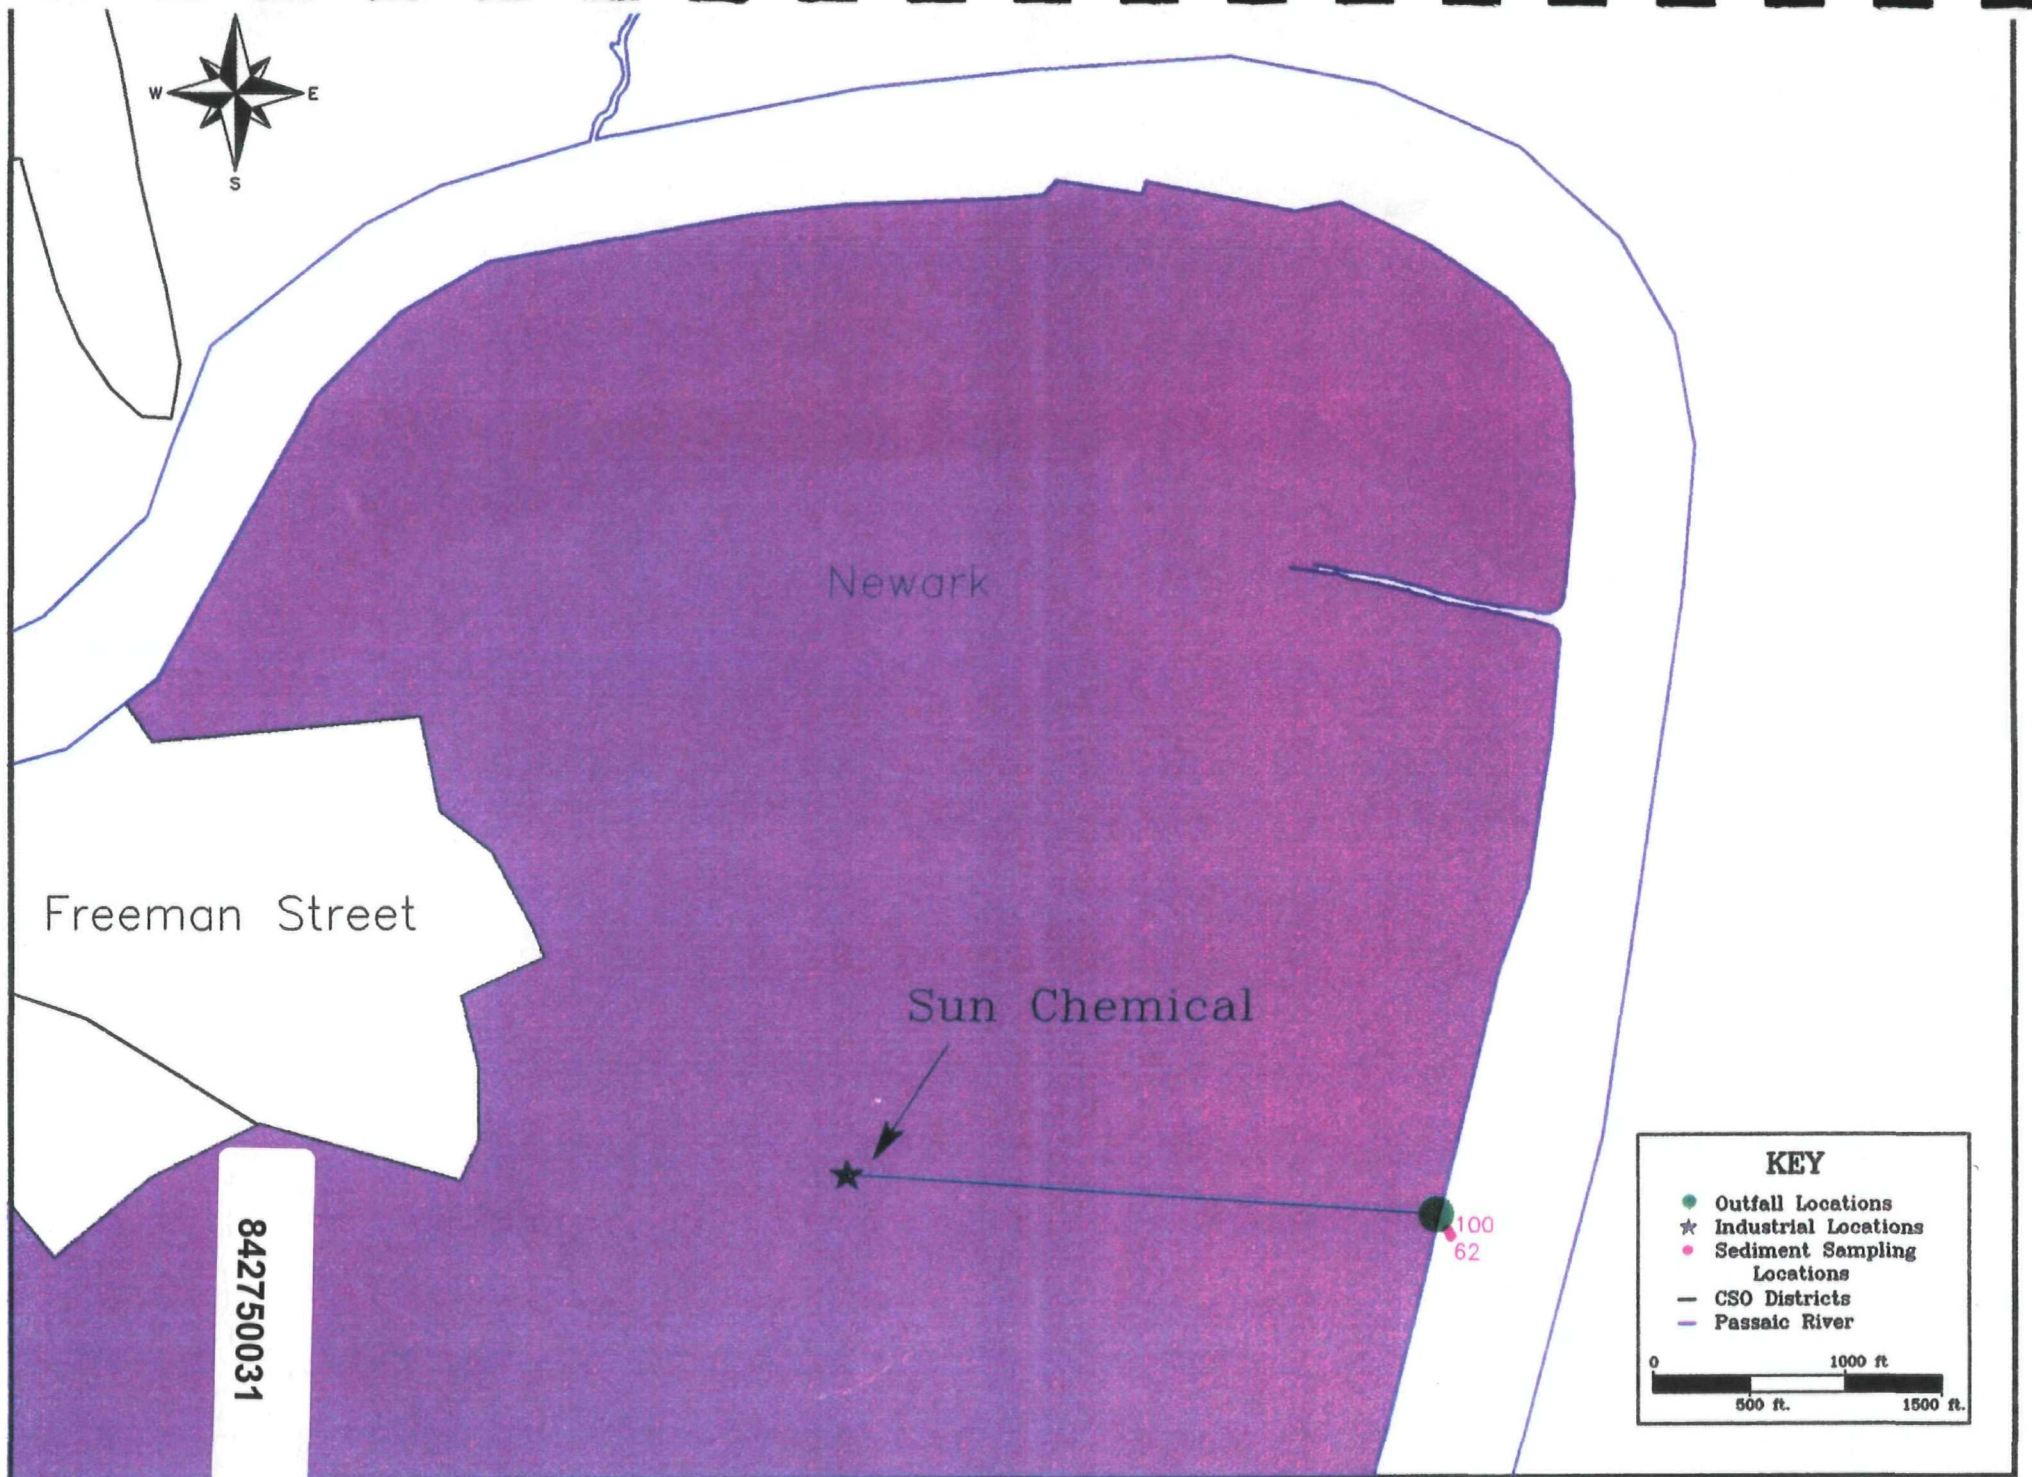 W
E
S
Newark
Freeman Street
Sun Chemical
100
62
842750031
KEY
Outfall Locations
Industrial Locations
Sediment Sampling
Locations
CSO Districts
Passaic River
0 1000 ft
500 ft. 1500 ft.